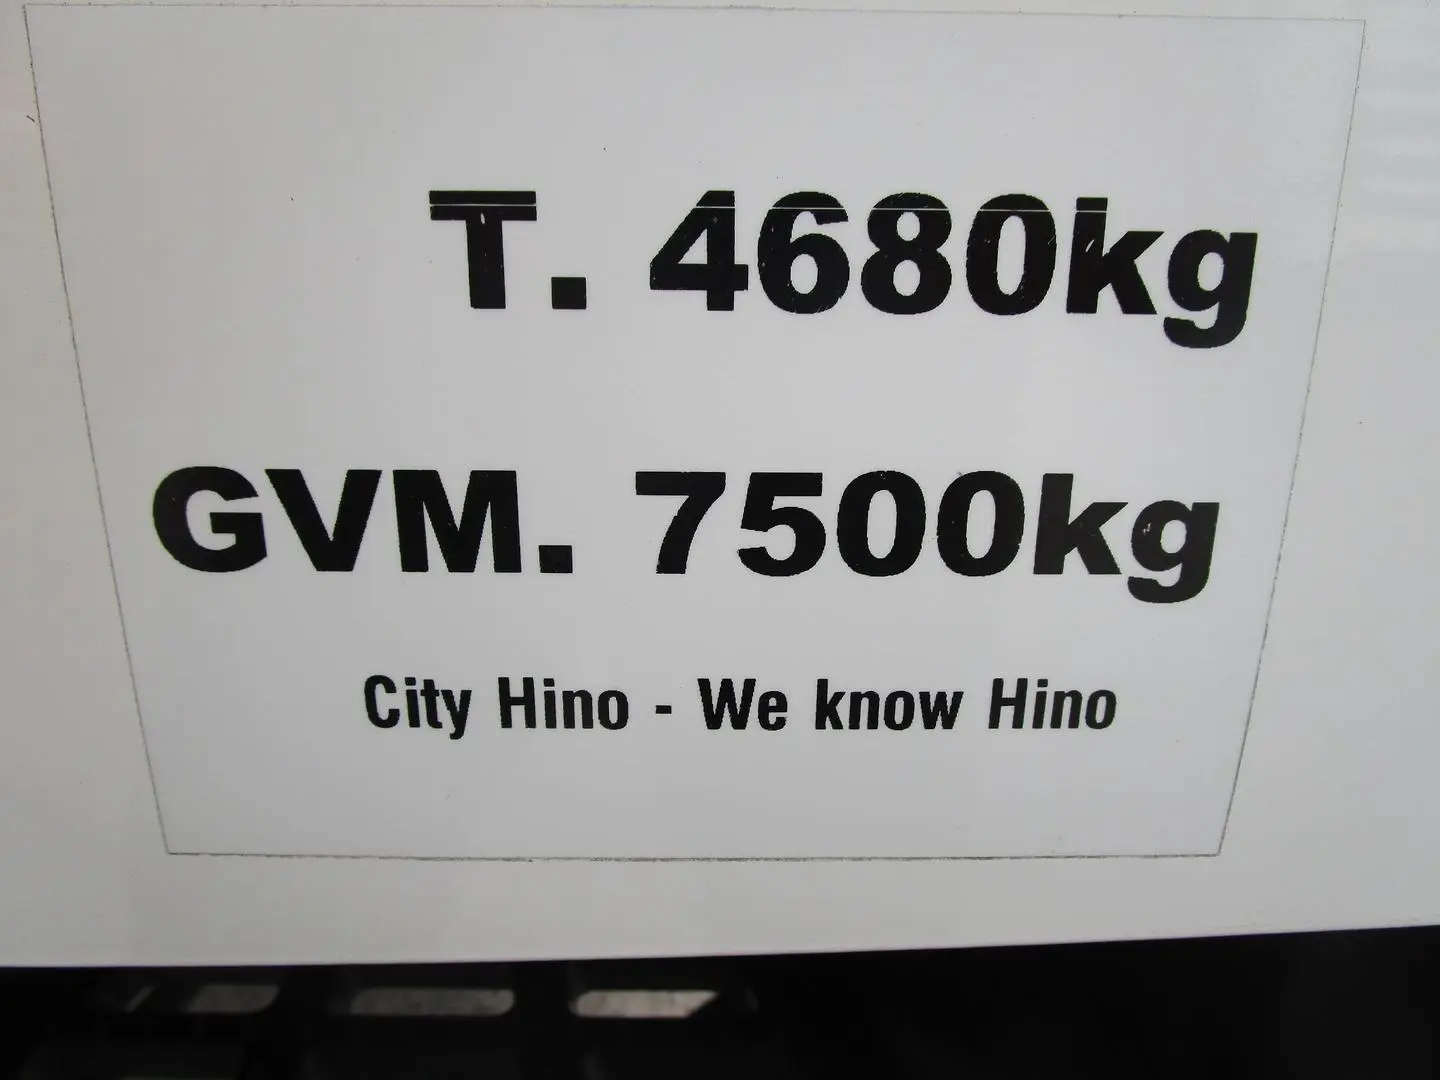 T. 4680kg
GVM. 7500kg
City Hino - We know Hino